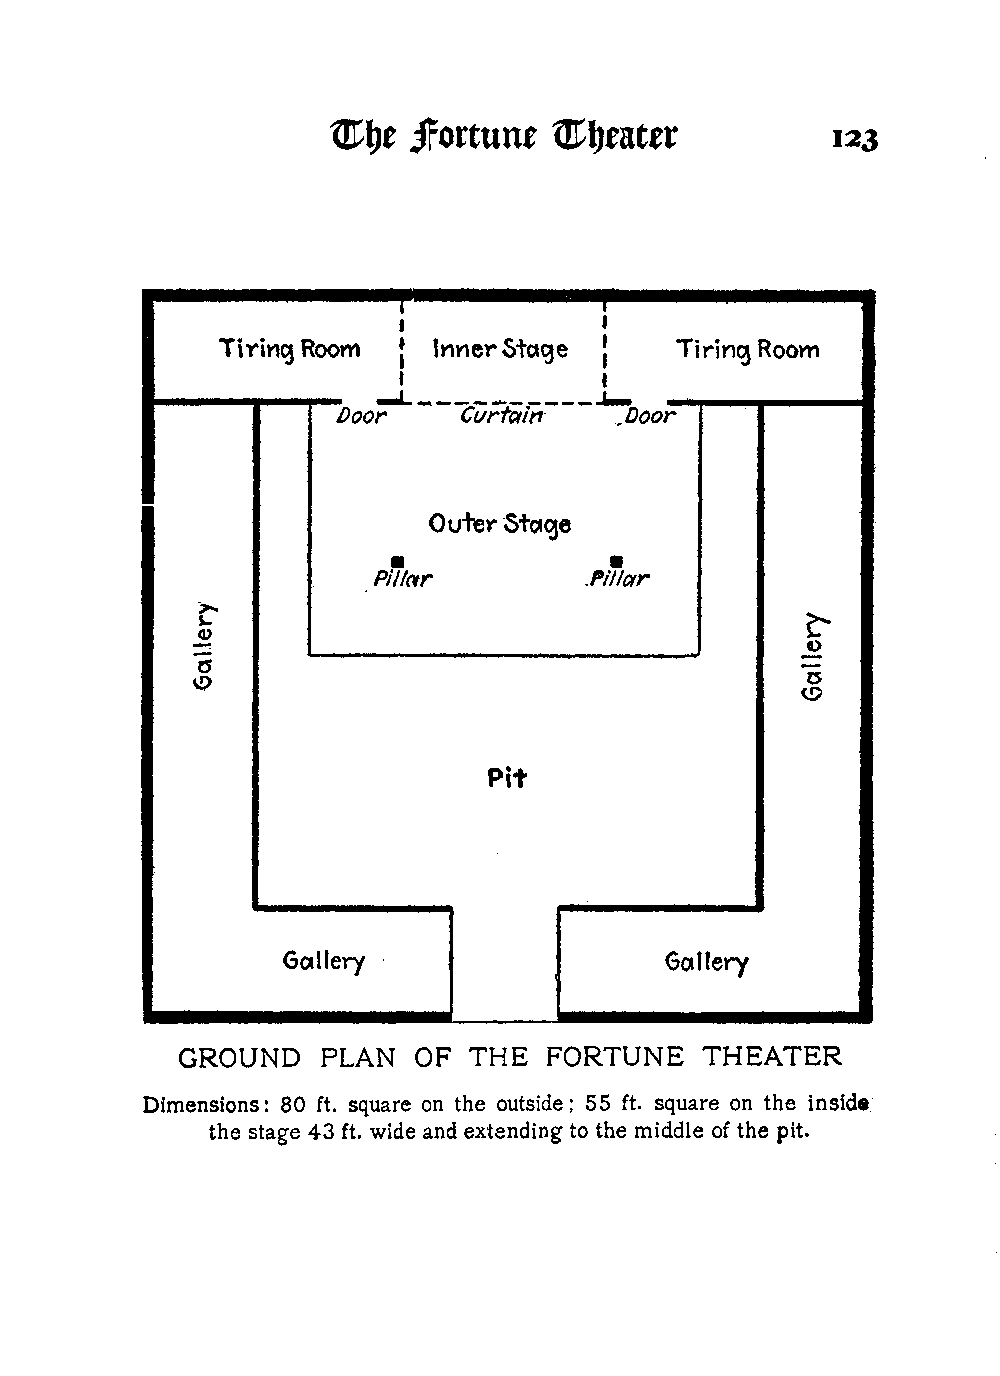 The Fortune Theater 123
Tiring Room Inner Stage Tiring Room
Door Curtain Door
Outer Stage
Pillar Pillar
Gallery Gallery
Pit
Gallery Gallery
GROUND PLAN OF THE FORTUNE THEATER
Dimensions: 80 ft. square on the outside; 55 ft. square on the inside
the stage 43 ft. wide and extending to the middle of the pit.